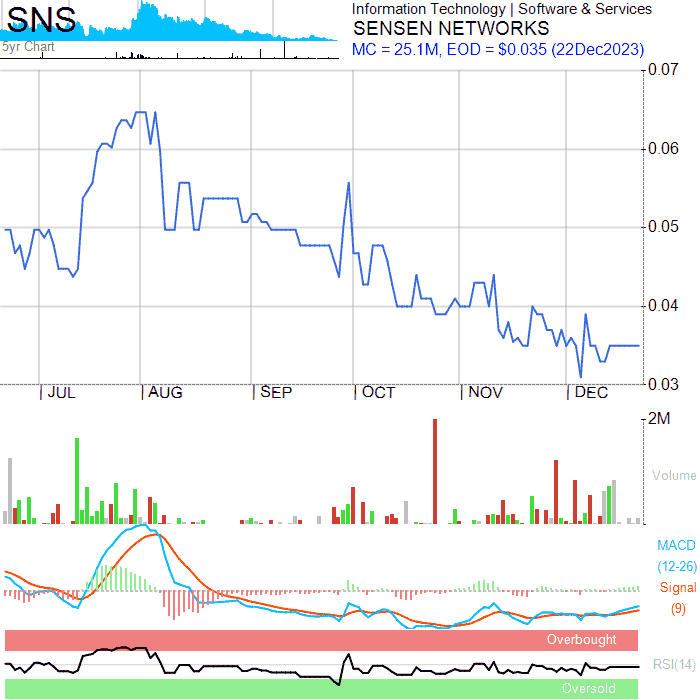 SNS
Information Technology | Software & Services
SENSEN NETWORKS
5yr Chart
MC = 25.1M, EOD = $0.035 (22Dec2023)
0.07
0.06
0.05
0.04
0.03
| JUL | AUG | SEP | OCT | NOV | DEC
2M
Volume
MACD
(12-26)
Signal
(9)
Overbought
RSI(14)
Oversold